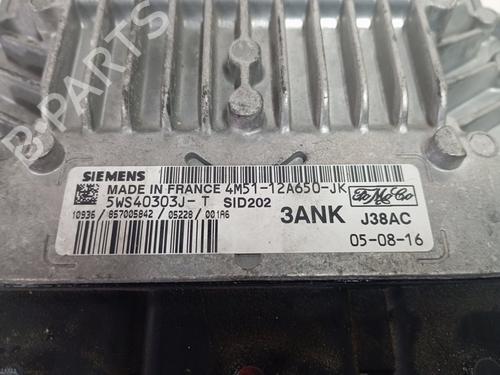 B-PARTS
SIEMENS
MADE IN FRANCE 4M51-12A650-JK
5WS40303J-T SID202
10936 / 857005842 / 05228 / 001A6
3ANK
FoMoCo
J38AC
05-08-16